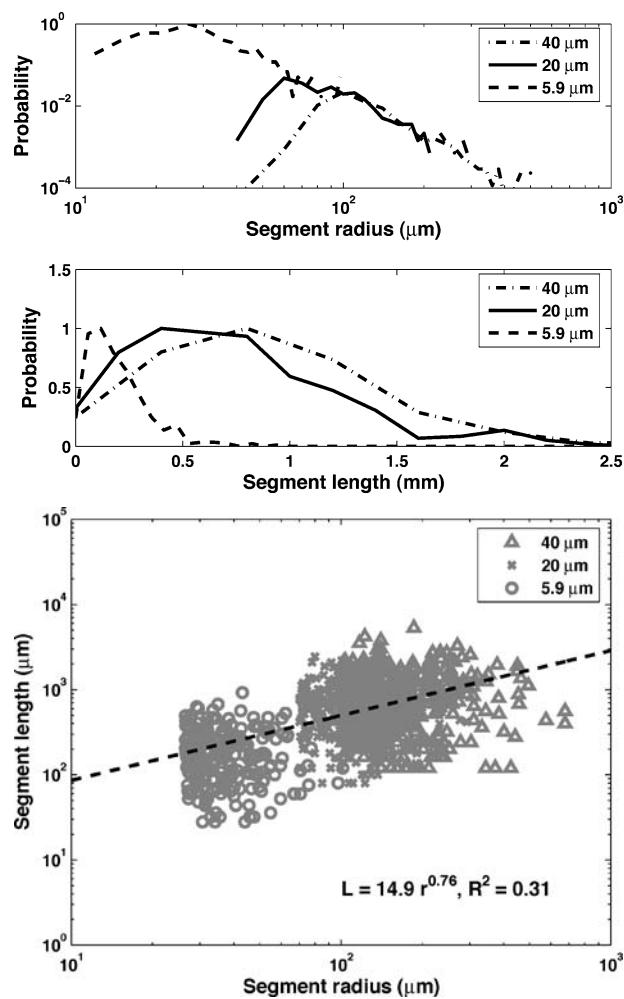 10^0
10^-2
10^-4
Probability
40 μm
20 μm
5.9 μm
10^1
10^2
10^3
Segment radius (μm)
1.5
1
0.5
0
Probability
40 μm
20 μm
5.9 μm
0
0.5
1
1.5
2
2.5
Segment length (mm)
10^5
10^4
10^3
10^2
10^1
10^0
Segment length (μm)
40 μm
20 μm
5.9 μm
L = 14.9 r^0.76, R^2 = 0.31
10^1
10^2
10^3
Segment radius (μm)